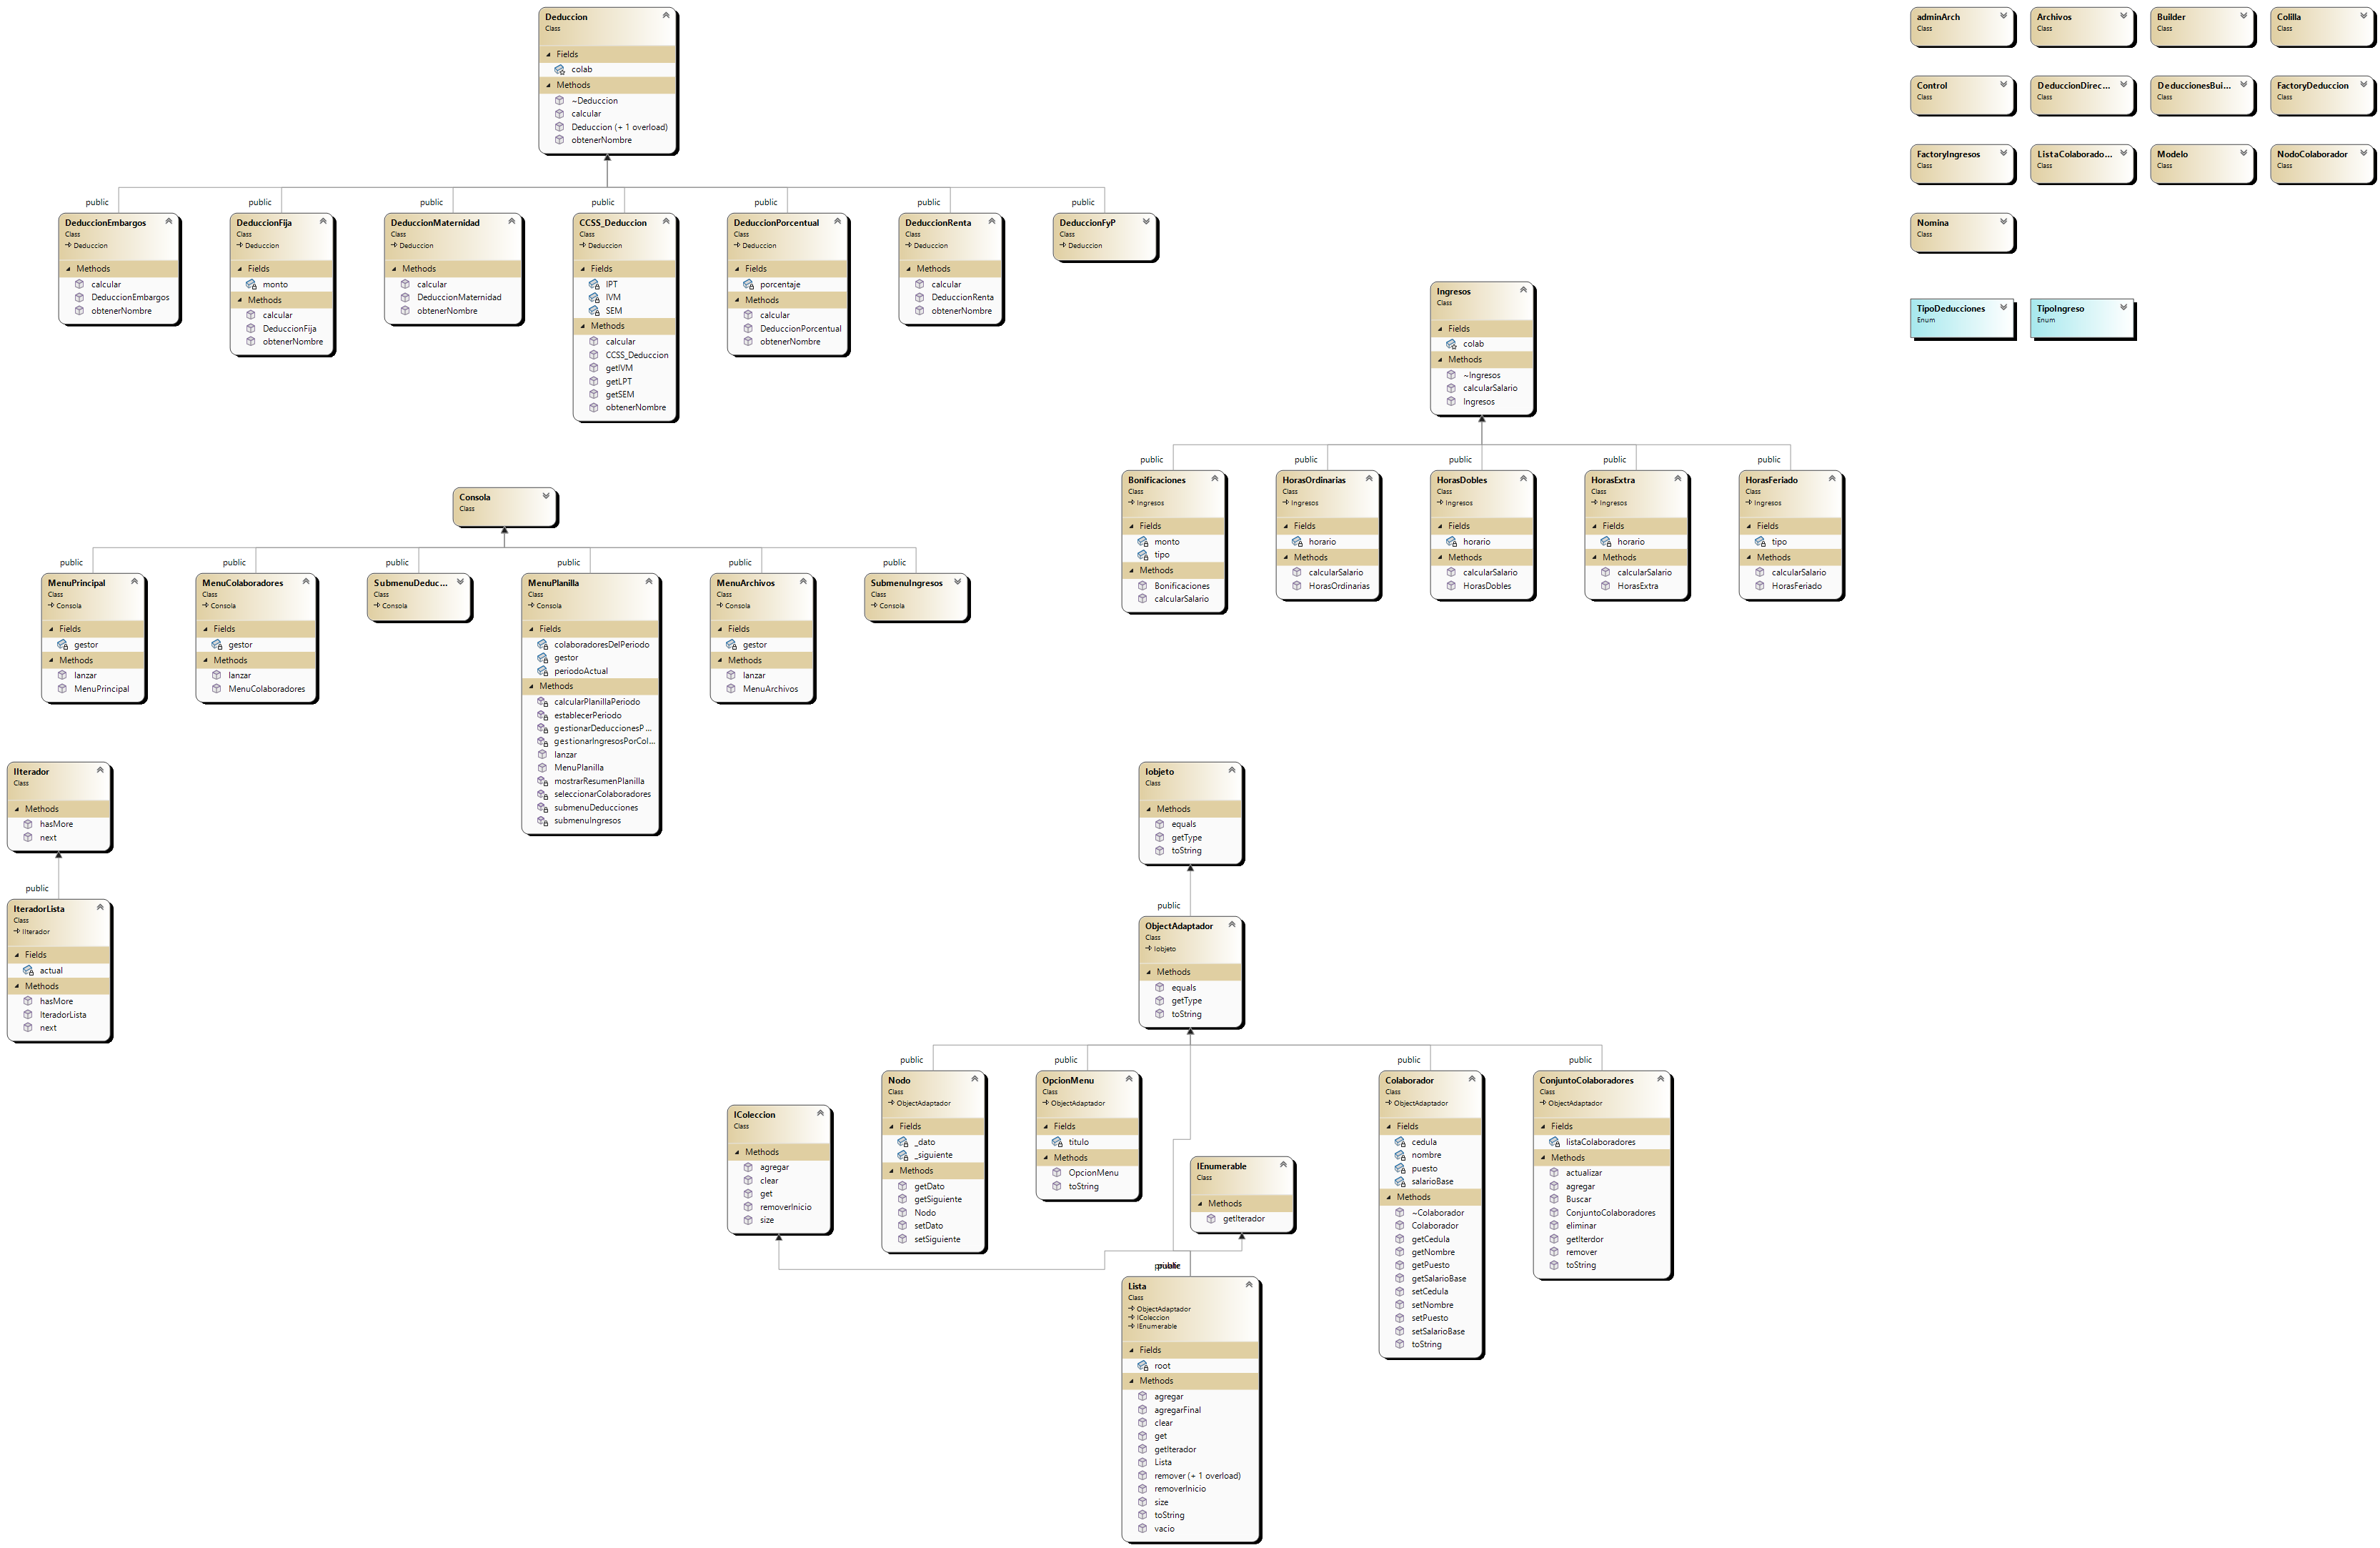 Deduccion
Class
Fields
colab
Methods
~Deduccion
calcular
Deduccion (+ 1 overload)
obtenerNombre
adminArch
Class
Archivos
Class
Builder
Class
Colilla
Class
Control
Class
DeduccionDirec...
Class
DeduccionesBui...
Class
FactoryDeduccion
Class
FactoryIngresos
Class
ListaColaborado...
Class
Modelo
Class
NodoColaborador
Class
Nomina
Class
TipoDeducciones
Enum
TipoIngreso
Enum
public
DeduccionEmbargos
Class
Deduccion
Methods
calcular
DeduccionEmbargos
obtenerNombre
public
DeduccionFija
Class
Deduccion
Fields
monto
Methods
calcular
DeduccionFija
obtenerNombre
public
DeduccionMaternidad
Class
Deduccion
Methods
calcular
DeduccionMaternidad
obtenerNombre
public
CCSS_Deduccion
Class
Deduccion
Fields
IPT
IVM
SEM
Methods
calcular
CCSS_Deduccion
getIVM
getLPT
getSEM
obtenerNombre
public
DeduccionPorcentual
Class
Deduccion
Fields
porcentaje
Methods
calcular
DeduccionPorcentual
obtenerNombre
public
DeduccionRenta
Class
Deduccion
Methods
calcular
DeduccionRenta
obtenerNombre
public
DeduccionFyP
Class
Deduccion
Ingresos
Class
Fields
colab
Methods
~Ingresos
calcularSalario
Ingresos
public
Bonificaciones
Class
Ingresos
Fields
monto
tipo
Methods
Bonificaciones
calcularSalario
public
HorasOrdinarias
Class
Ingresos
Fields
horario
Methods
calcularSalario
HorasOrdinarias
public
HorasDobles
Class
Ingresos
Fields
horario
Methods
calcularSalario
HorasDobles
public
HorasExtra
Class
Ingresos
Fields
horario
Methods
calcularSalario
HorasExtra
public
HorasFeriado
Class
Ingresos
Fields
tipo
Methods
calcularSalario
HorasFeriado
Consola
Class
public
MenuPrincipal
Class
Consola
Fields
gestor
Methods
lanzar
MenuPrincipal
public
MenuColaboradores
Class
Consola
Fields
gestor
Methods
lanzar
MenuColaboradores
public
SubmenuDeduc...
Class
Consola
public
MenuPlanilla
Class
Consola
Fields
colaboradoresDelPeriodo
gestor
periodoActual
Methods
calcularPlanillaPeriodo
establecerPeriodo
gestionarDeduccionesP...
gestionarIngresosPorCol...
lanzar
MenuPlanilla
mostrarResumenPlanilla
seleccionarColaboradores
submenuDeducciones
submenuIngresos
public
MenuArchivos
Class
Consola
Fields
gestor
Methods
lanzar
MenuArchivos
public
SubmenuIngresos
Class
Consola
IIterador
Class
Methods
hasMore
next
public
IteradorLista
Class
IIterador
Fields
actual
Methods
hasMore
IteradorLista
next
Iobjeto
Class
Methods
equals
getType
toString
public
ObjectAdaptador
Class
Iobjeto
Methods
equals
getType
toString
IColeccion
Class
Methods
agregar
clear
get
removerInicio
size
public
Nodo
Class
ObjectAdaptador
Fields
_dato
_siguiente
Methods
getDato
getSiguiente
Nodo
setDato
setSiguiente
public
OpcionMenu
Class
ObjectAdaptador
Fields
titulo
Methods
OpcionMenu
toString
IEnumerable
Class
Methods
getIterador
public
Colaborador
Class
ObjectAdaptador
Fields
cedula
nombre
puesto
salarioBase
Methods
~Colaborador
Colaborador
getCedula
getNombre
getPuesto
getSalarioBase
setCedula
setNombre
setPuesto
setSalarioBase
toString
public
ConjuntoColaboradores
Class
ObjectAdaptador
Fields
listaColaboradores
Methods
actualizar
agregar
Buscar
ConjuntoColaboradores
eliminar
getIterdor
remover
toString
Lista
Class
ObjectAdaptador
IColeccion
IEnumerable
Fields
root
Methods
agregar
agregarFinal
clear
get
getIterador
Lista
remover (+ 1 overload)
removerInicio
size
toString
vacio